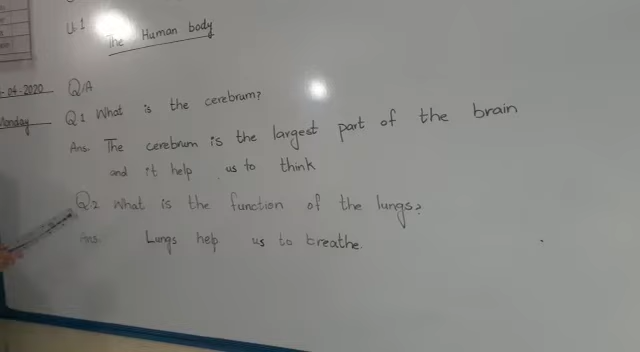 U.1
The Human body
04-2020
Monday
Q/A
Q1 What is the cerebrum?
Ans. The cerebrum is the largest part of the brain
and it help us to think
Q2 What is the function of the lungs?
Ans. Lungs help us to breathe.